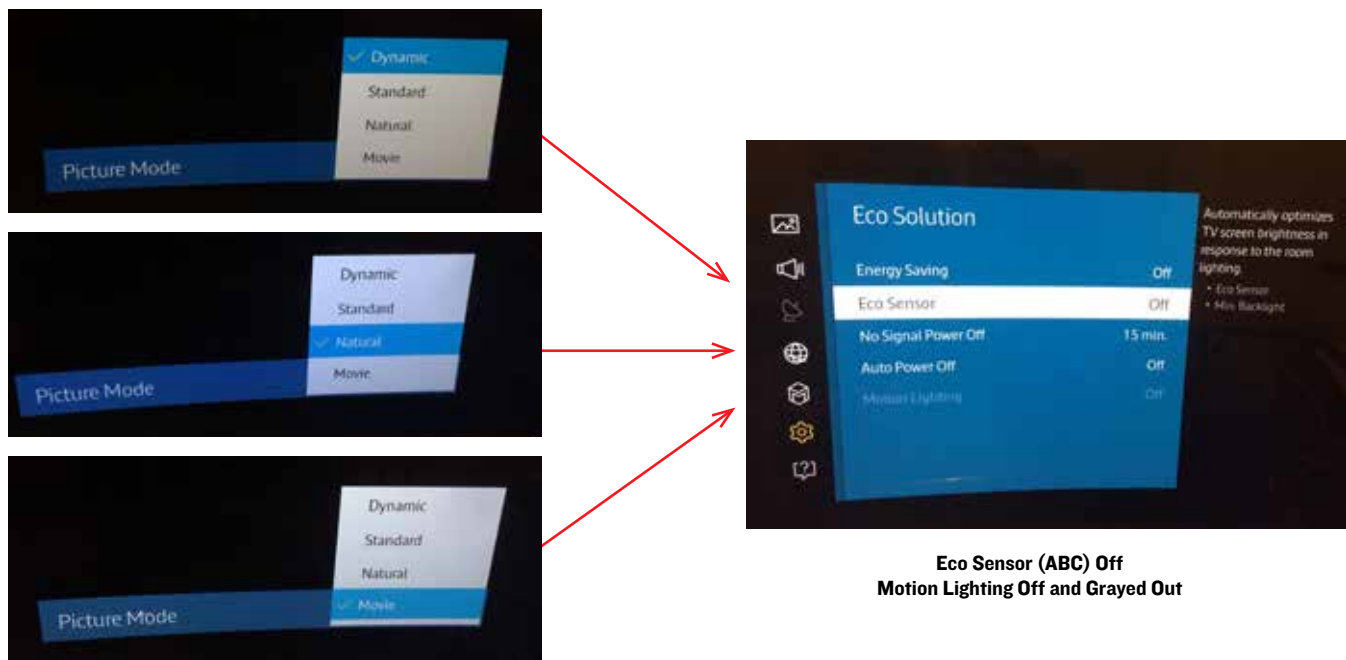 Dynamic
Standard
Natural
Movie
Picture Mode
Dynamic
Standard
Natural
Movie
Picture Mode
Dynamic
Standard
Natural
Movie
Picture Mode
Eco Solution
Energy Saving Off
Eco Sensor Off
No Signal Power Off 15 min.
Auto Power Off Off
Motion Lighting Off
Automatically optimizes
TV screen brightness in
response to the room
lighting.
• Eco Sensor
• Min. Backlight
Eco Sensor (ABC) Off
Motion Lighting Off and Grayed Out